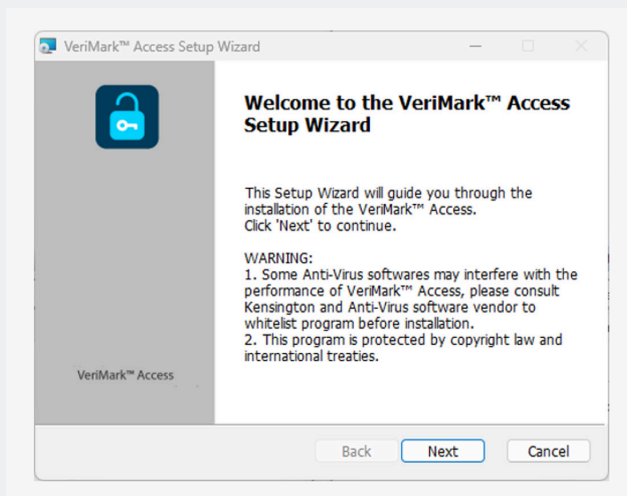 VeriMark™ Access Setup Wizard
Welcome to the VeriMark™ Access
Setup Wizard
This Setup Wizard will guide you through the
installation of the VeriMark™ Access.
Click 'Next' to continue.
WARNING:
1. Some Anti-Virus softwares may interfere with the
performance of VeriMark™ Access, please consult
Kensington and Anti-Virus software vendor to
whitelist program before installation.
2. This program is protected by copyright law and
international treaties.
VeriMark™ Access
Back Next Cancel